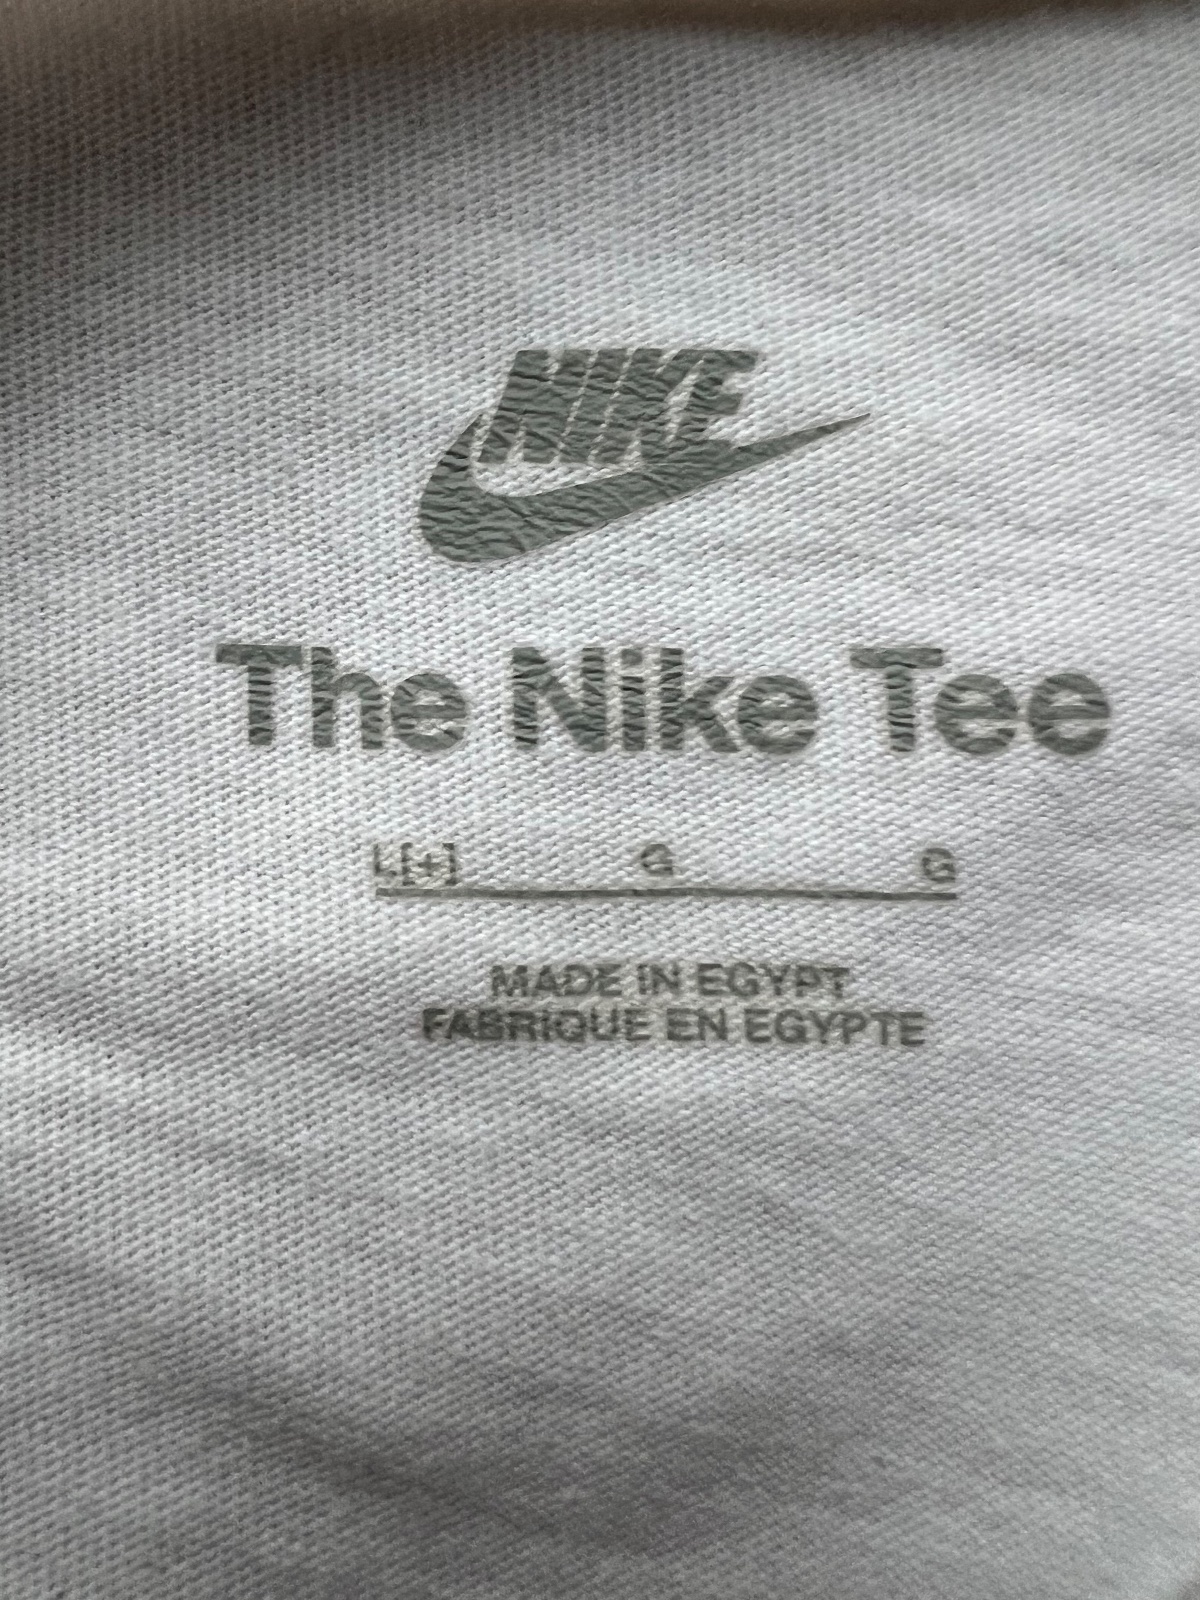 NIKE
The Nike Tee
L[+] G G
MADE IN EGYPT
FABRIQUE EN EGYPTE